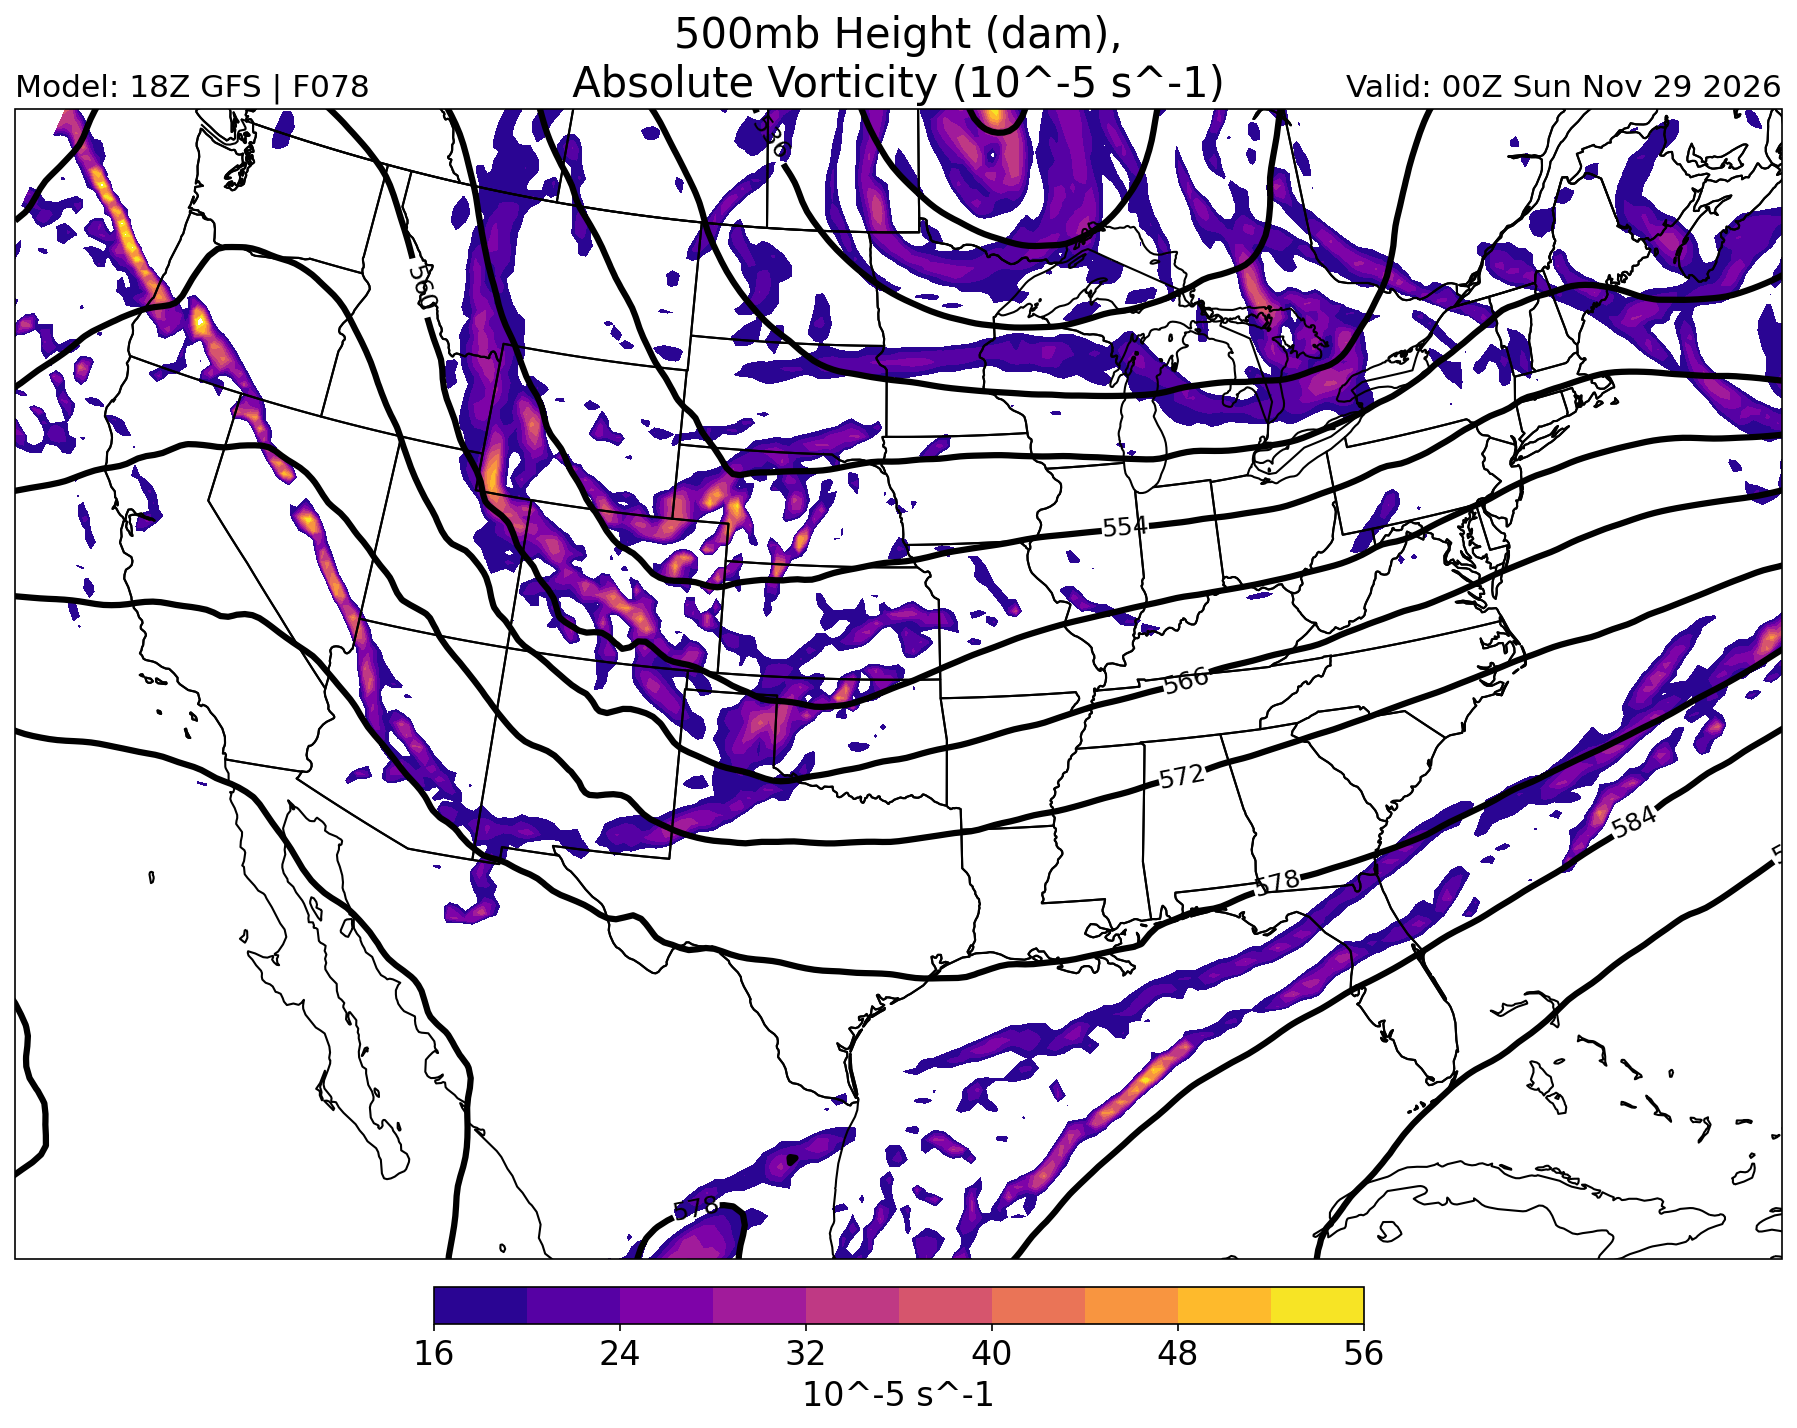 500mb Height (dam),
Absolute Vorticity (10^-5 s^-1)
Model: 18Z GFS | F078
Valid: 00Z Sun Nov 29 2026
536
560
554
566
572
578
584
578
16 24 32 40 48 56
10^-5 s^-1